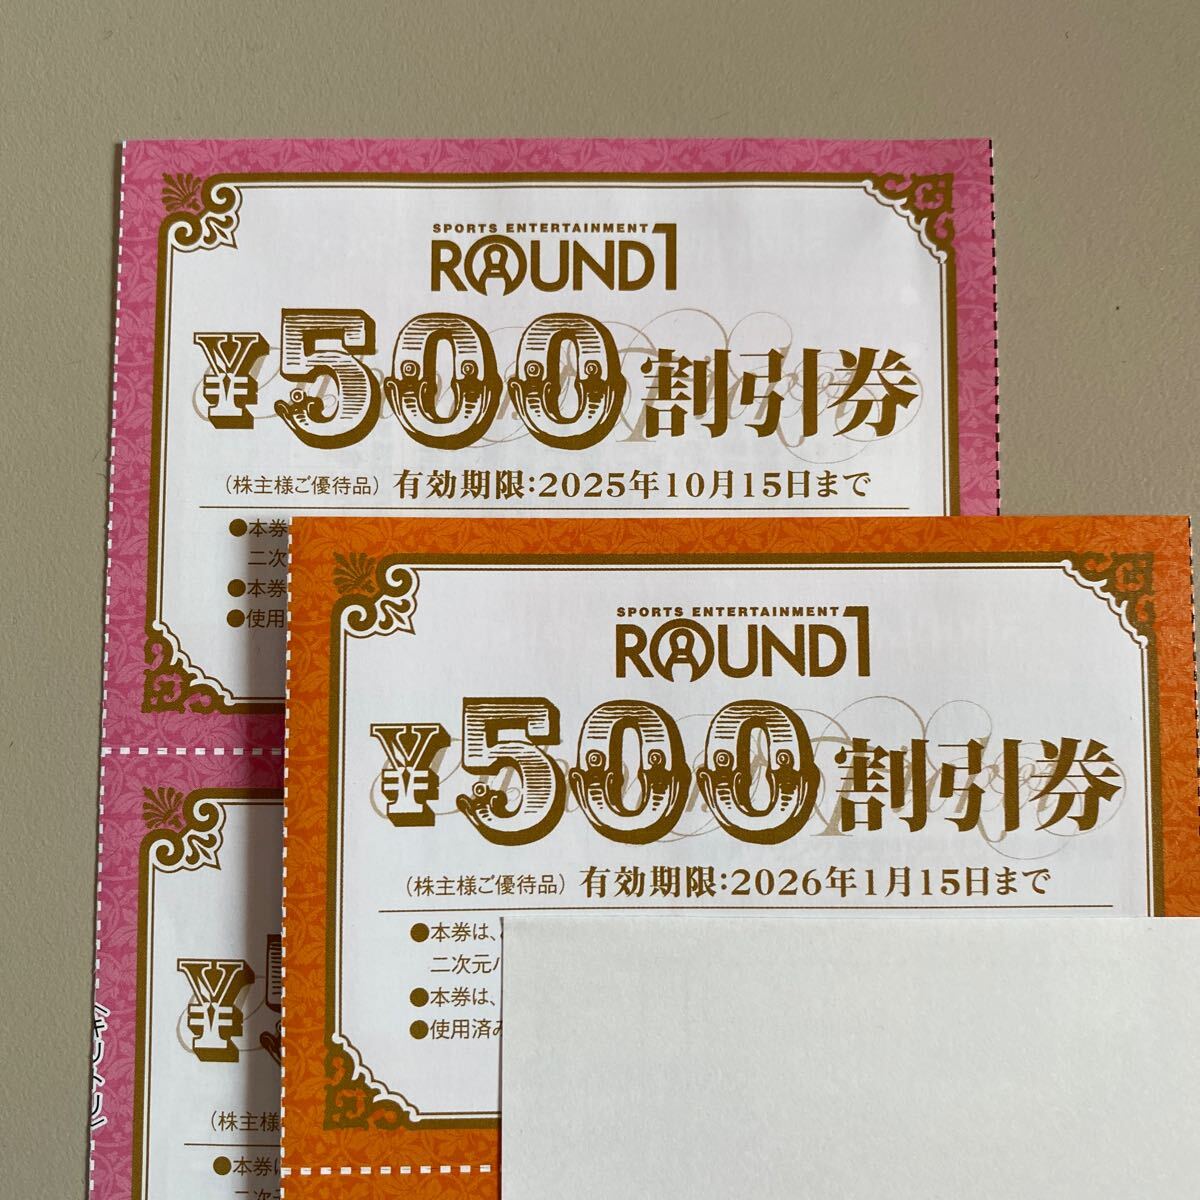 SPORTS ENTERTAINMENT
ROUND1
¥500割引券
(株主様ご優待品) 有効期限:2025年10月15日まで
●本券
二次
●本券
●使用
SPORTS ENTERTAINMENT
ROUND1
¥500割引券
(株主様ご優待品) 有効期限:2026年1月15日まで
●本券は、
二次元バ
●本券は、
●使用済み
¥
(株主様
●本券は
二次元
〈キリトリ〉